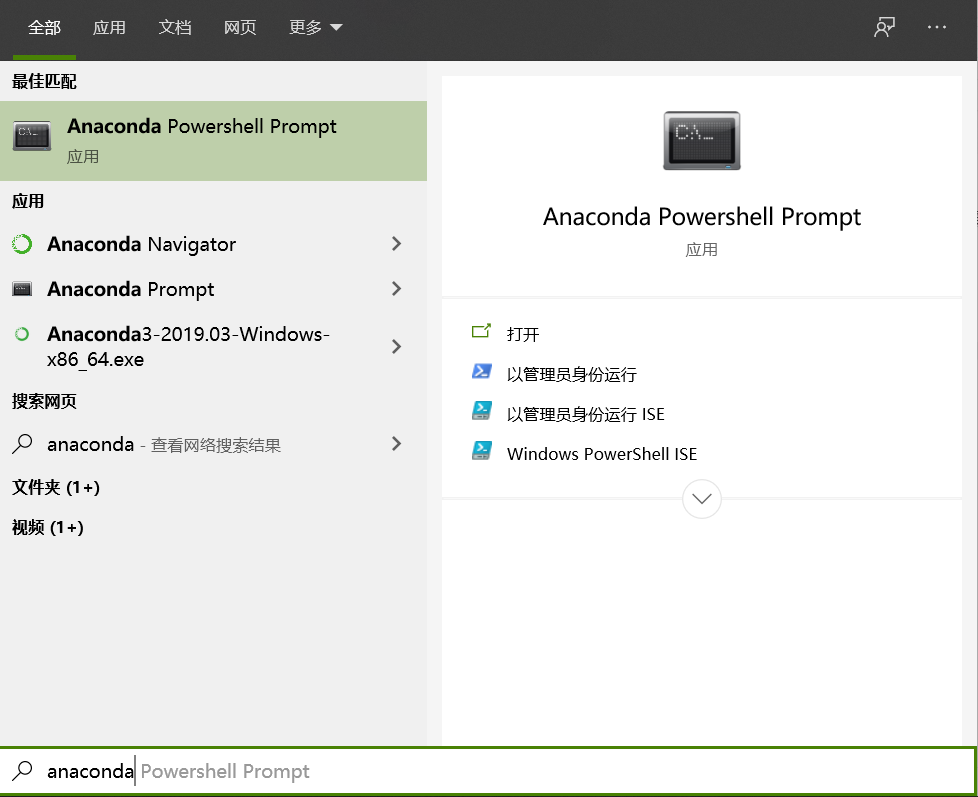 全部 应用 文档 网页 更多
最佳匹配
Anaconda Powershell Prompt
应用
应用
Anaconda Navigator
Anaconda Prompt
Anaconda3-2019.03-Windows-
x86_64.exe
搜索网页
anaconda - 查看网络搜索结果
文件夹 (1+)
视频 (1+)
C:\_
Anaconda Powershell Prompt
应用
打开
以管理员身份运行
以管理员身份运行 ISE
Windows PowerShell ISE
anaconda Powershell Prompt